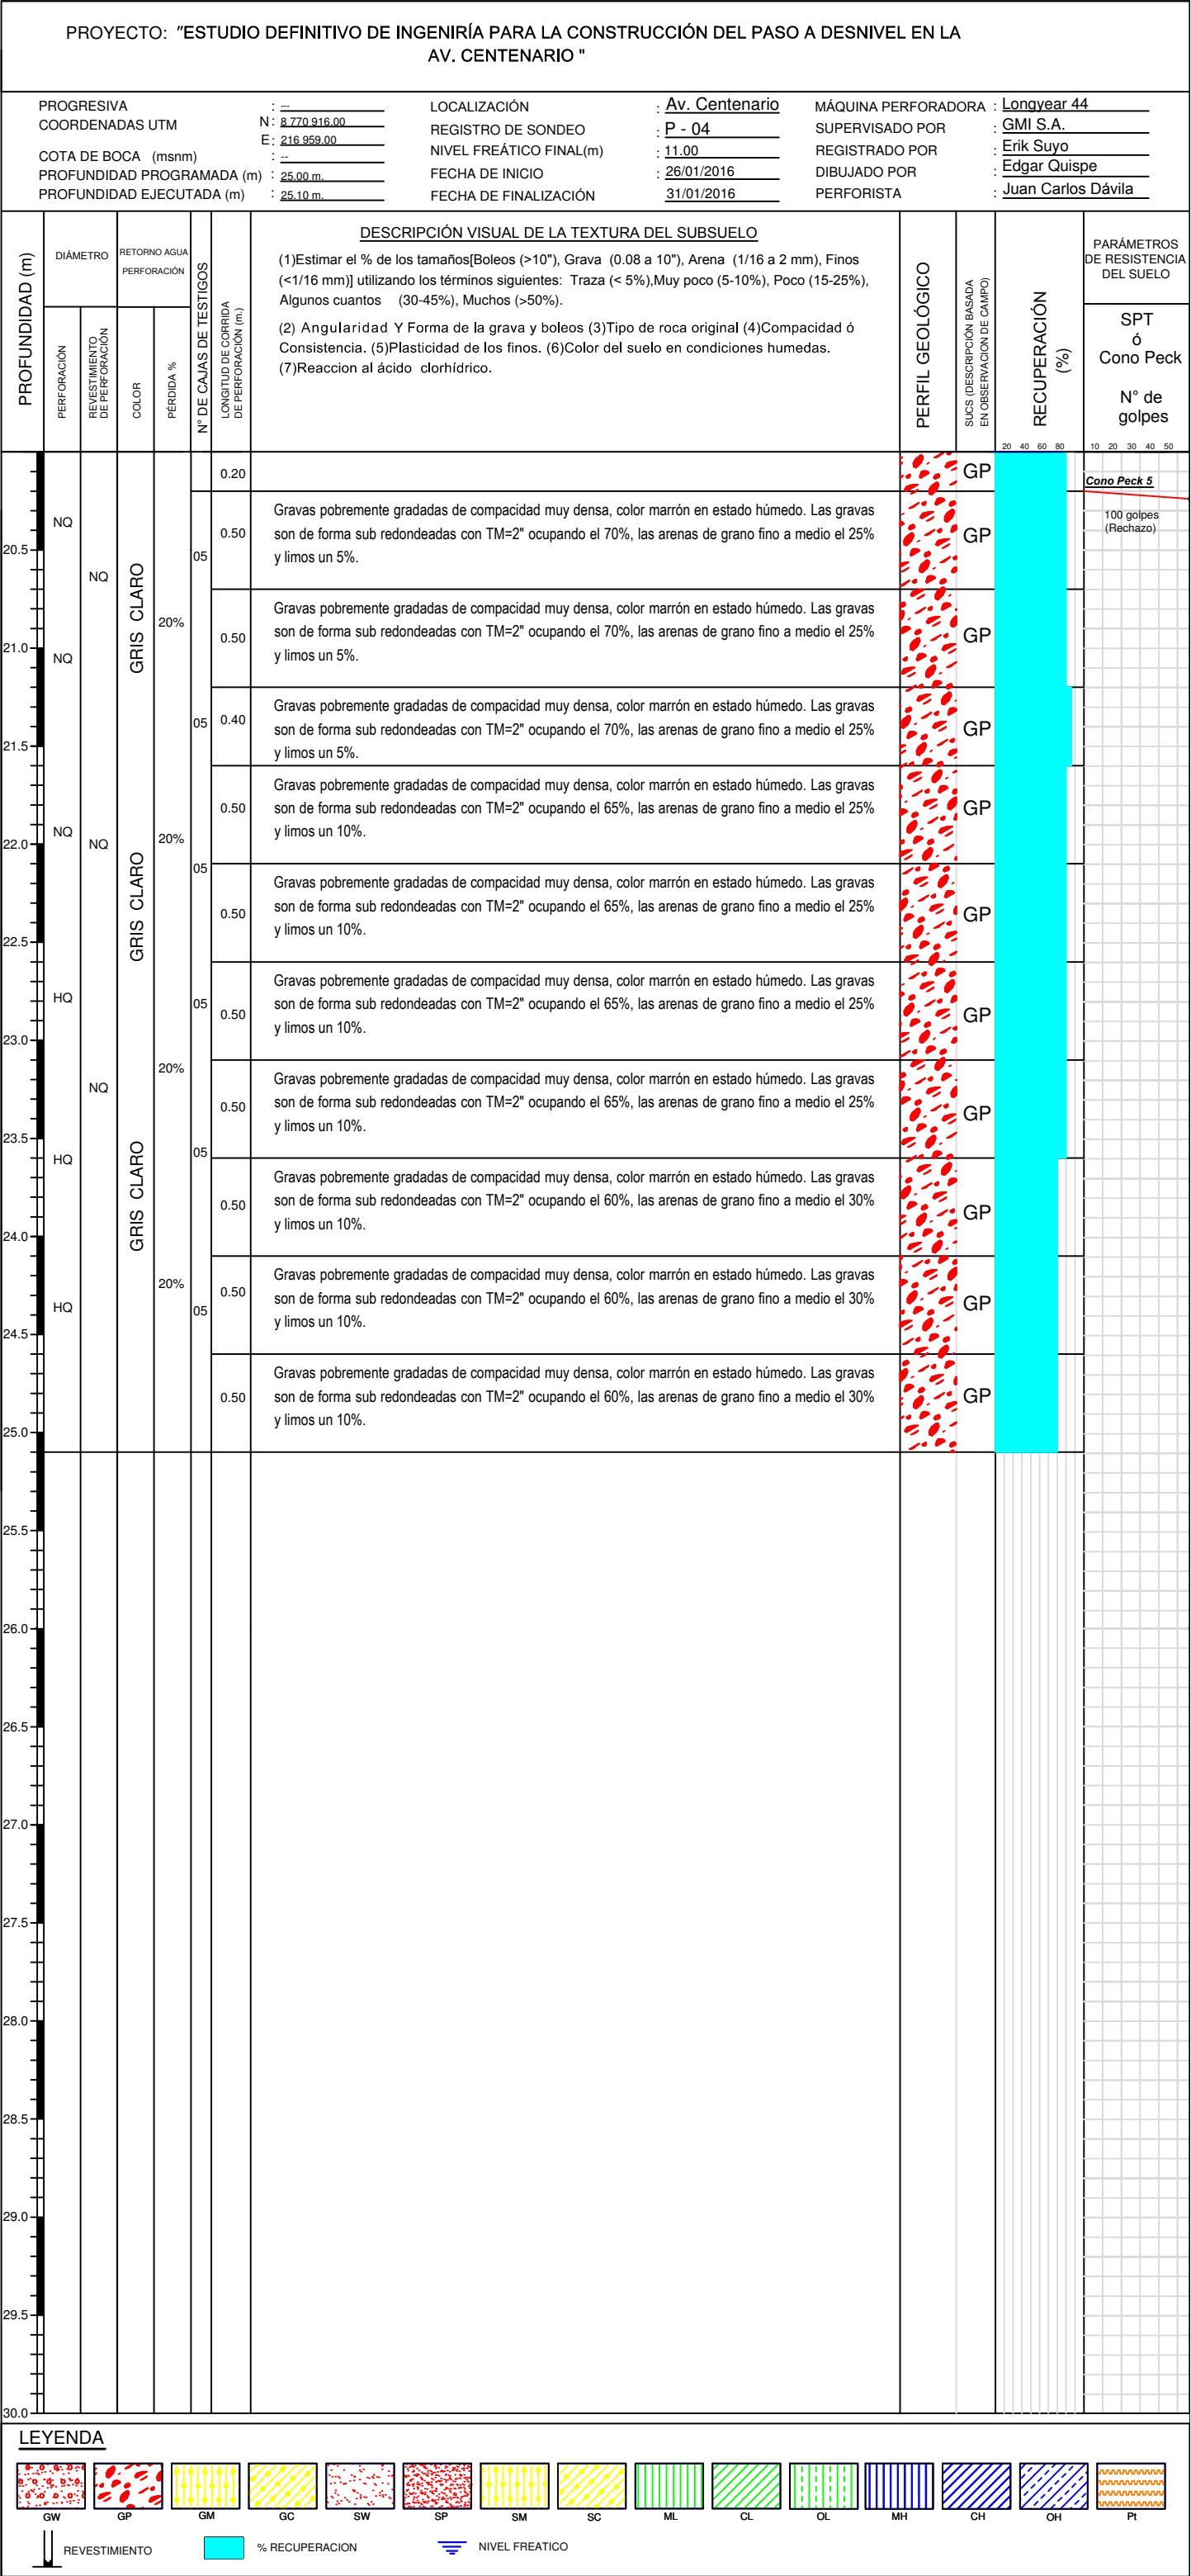 PROYECTO: "ESTUDIO DEFINITIVO DE INGENIRÍA PARA LA CONSTRUCCIÓN DEL PASO A DESNIVEL EN LA
AV. CENTENARIO "
PROGRESIVA : ---
COORDENADAS UTM N : 8 770 916.00
E : 216 959.00
COTA DE BOCA (msnm) : --
PROFUNDIDAD PROGRAMADA (m) : 25.00 m.
PROFUNDIDAD EJECUTADA (m) : 25.10 m.
LOCALIZACIÓN : Av. Centenario
REGISTRO DE SONDEO : P - 04
NIVEL FREÁTICO FINAL(m) : 11.00
FECHA DE INICIO : 26/01/2016
FECHA DE FINALIZACIÓN 31/01/2016
MÁQUINA PERFORADORA : Longyear 44
SUPERVISADO POR : GMI S.A.
REGISTRADO POR : Erik Suyo
DIBUJADO POR : Edgar Quispe
PERFORISTA : Juan Carlos Dávila
PROFUNDIDAD (m)
DIÁMETRO
PERFORACIÓN
REVESTIMIENTO
DE PERFORACIÓN
RETORNO AGUA
PERFORACIÓN
COLOR
PÉRDIDA %
N° DE CAJAS DE TESTIGOS
LONGITUD DE CORRIDA
DE PERFORACIÓN (m.)
DESCRIPCIÓN VISUAL DE LA TEXTURA DEL SUBSUELO
(1)Estimar el % de los tamaños[Boleos (>10"), Grava (0.08 a 10"), Arena (1/16 a 2 mm), Finos
(<1/16 mm)] utilizando los términos siguientes: Traza (< 5%),Muy poco (5-10%), Poco (15-25%),
Algunos cuantos (30-45%), Muchos (>50%).
(2) Angularidad Y Forma de la grava y boleos (3)Tipo de roca original (4)Compacidad ó
Consistencia. (5)Plasticidad de los finos. (6)Color del suelo en condiciones humedas.
(7)Reaccion al ácido clorhídrico.
PERFIL GEOLÓGICO
SUCS (DESCRIPCIÓN BASADA
EN OBSERVACION DE CAMPO)
RECUPERACIÓN
(%)
20 40 60 80
PARÁMETROS
DE RESISTENCIA
DEL SUELO
SPT
ó
Cono Peck
N° de
golpes
10 20 30 40 50
0.20 GP
Cono Peck 5
100 golpes
(Rechazo)
NQ
20.5
NQ
GRIS CLARO
05
0.50
Gravas pobremente gradadas de compacidad muy densa, color marrón en estado húmedo. Las gravas
son de forma sub redondeadas con TM=2" ocupando el 70%, las arenas de grano fino a medio el 25%
y limos un 5%.
GP
20%
21.0
NQ
0.50
Gravas pobremente gradadas de compacidad muy densa, color marrón en estado húmedo. Las gravas
son de forma sub redondeadas con TM=2" ocupando el 70%, las arenas de grano fino a medio el 25%
y limos un 5%.
GP
21.5
05
0.40
Gravas pobremente gradadas de compacidad muy densa, color marrón en estado húmedo. Las gravas
son de forma sub redondeadas con TM=2" ocupando el 70%, las arenas de grano fino a medio el 25%
y limos un 5%.
GP
NQ
22.0
NQ
20%
0.50
Gravas pobremente gradadas de compacidad muy densa, color marrón en estado húmedo. Las gravas
son de forma sub redondeadas con TM=2" ocupando el 65%, las arenas de grano fino a medio el 25%
y limos un 10%.
GP
05
GRIS CLARO
22.5
0.50
Gravas pobremente gradadas de compacidad muy densa, color marrón en estado húmedo. Las gravas
son de forma sub redondeadas con TM=2" ocupando el 65%, las arenas de grano fino a medio el 25%
y limos un 10%.
GP
HQ
23.0
05
0.50
Gravas pobremente gradadas de compacidad muy densa, color marrón en estado húmedo. Las gravas
son de forma sub redondeadas con TM=2" ocupando el 65%, las arenas de grano fino a medio el 25%
y limos un 10%.
GP
20%
NQ
23.5
05
0.50
Gravas pobremente gradadas de compacidad muy densa, color marrón en estado húmedo. Las gravas
son de forma sub redondeadas con TM=2" ocupando el 65%, las arenas de grano fino a medio el 25%
y limos un 10%.
GP
HQ
GRIS CLARO
24.0
0.50
Gravas pobremente gradadas de compacidad muy densa, color marrón en estado húmedo. Las gravas
son de forma sub redondeadas con TM=2" ocupando el 60%, las arenas de grano fino a medio el 30%
y limos un 10%.
GP
20%
HQ
24.5
05
0.50
Gravas pobremente gradadas de compacidad muy densa, color marrón en estado húmedo. Las gravas
son de forma sub redondeadas con TM=2" ocupando el 60%, las arenas de grano fino a medio el 30%
y limos un 10%.
GP
25.0
0.50
Gravas pobremente gradadas de compacidad muy densa, color marrón en estado húmedo. Las gravas
son de forma sub redondeadas con TM=2" ocupando el 60%, las arenas de grano fino a medio el 30%
y limos un 10%.
GP
25.5
26.0
26.5
27.0
27.5
28.0
28.5
29.0
29.5
30.0
LEYENDA
GW GP GM GC SW SP SM SC ML CL OL MH CH OH Pt
REVESTIMIENTO % RECUPERACION NIVEL FREATICO